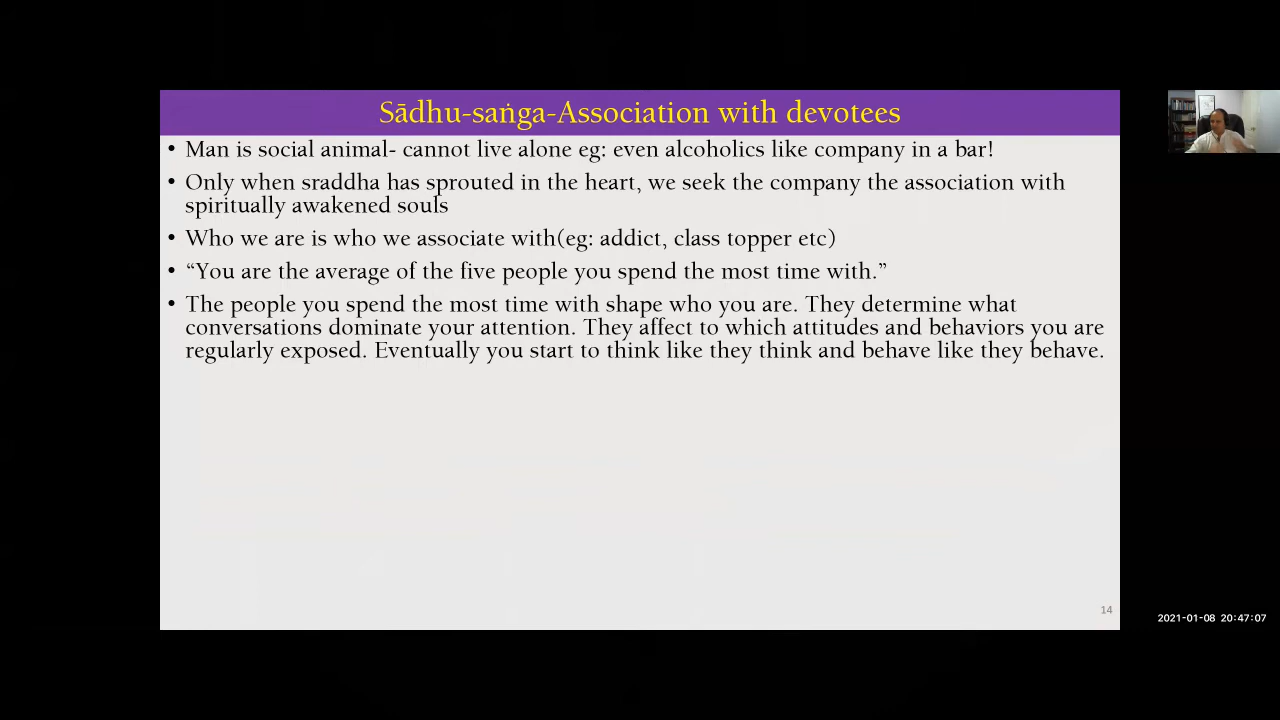 Sādhu-saṅga-Association with devotees
• Man is social animal- cannot live alone eg: even alcoholics like company in a bar!
• Only when sraddha has sprouted in the heart, we seek the company the association with
spiritually awakened souls
• Who we are is who we associate with(eg: addict, class topper etc)
• “You are the average of the five people you spend the most time with.”
• The people you spend the most time with shape who you are. They determine what
conversations dominate your attention. They affect to which attitudes and behaviors you are
regularly exposed. Eventually you start to think like they think and behave like they behave.
14
2021-01-08 20:47:07